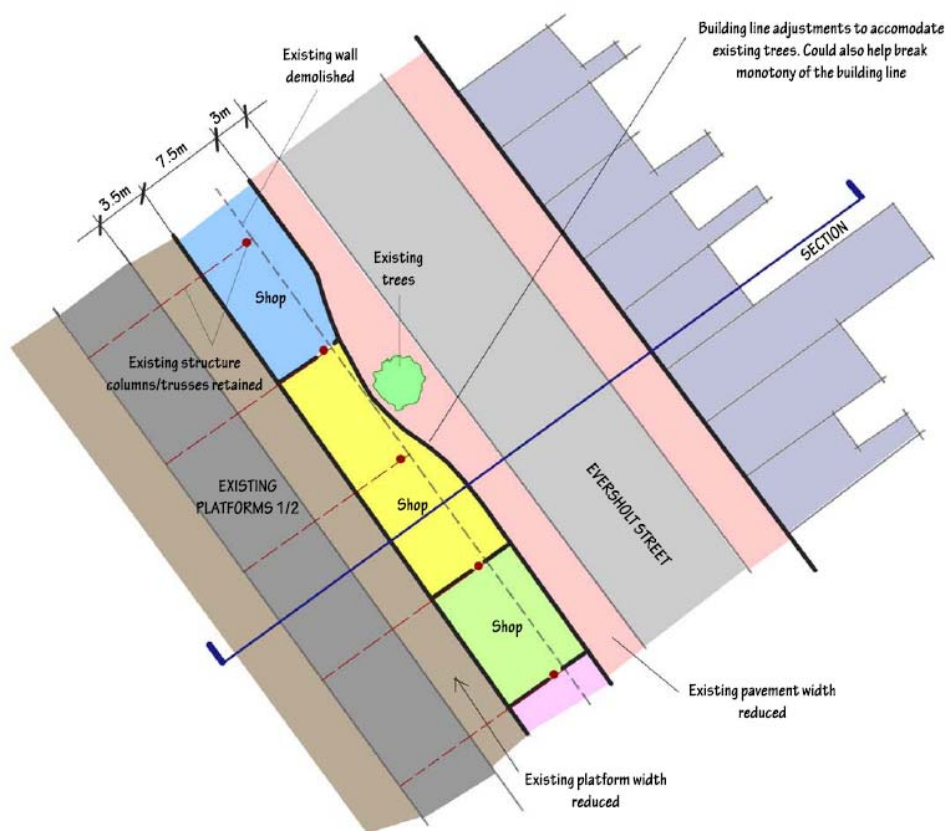 Building line adjustments to accomodate
existing trees. Could also help break
monotony of the building line
Existing wall
demolished
3m
7.5m
3.5m
SECTION
Existing
trees
Shop
Existing structure
columns/trusses retained
EXISTING
PLATFORMS 1/2
Shop
EVERSHOLT STREET
Shop
Existing pavement width
reduced
Existing platform width
reduced